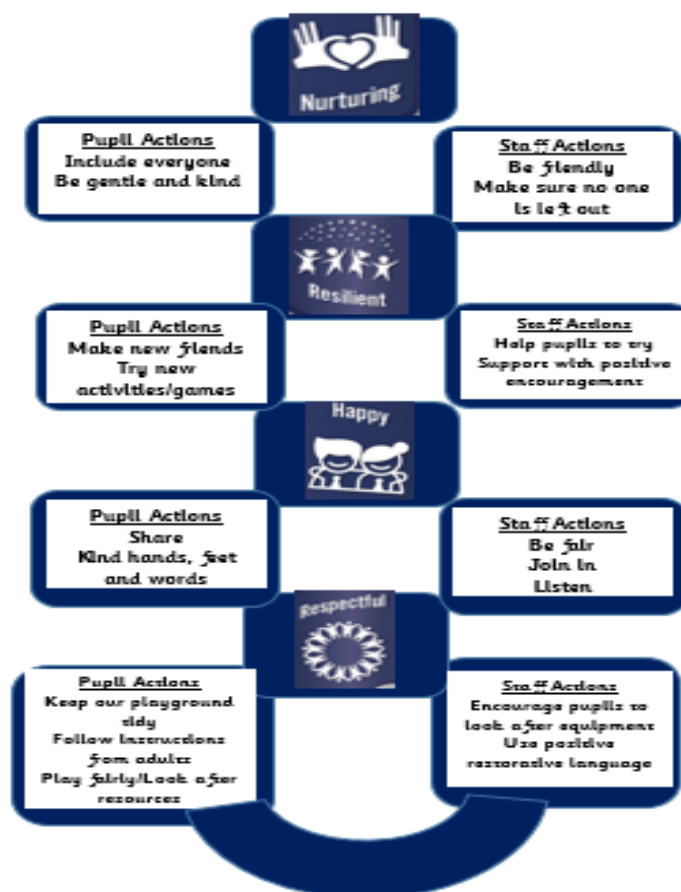 Nurturing
Pupil Actions
Include everyone
Be gentle and kind
Staff Actions
Be friendly
Make sure no one
is left out
Resilient
Pupil Actions
Make new friends
Try new
activities/games
Staff Actions
Help pupils to try
Support with positive
encouragement
Happy
Pupil Actions
Share
Kind hands, feet
and words
Staff Actions
Be fair
Join in
Listen
Respectful
Pupil Actions
Keep our playground
tidy
Follow instructions
from adults
Play fairly/Look after
resources
Staff Actions
Encourage pupils to
look after equipment
Use positive
restorative language